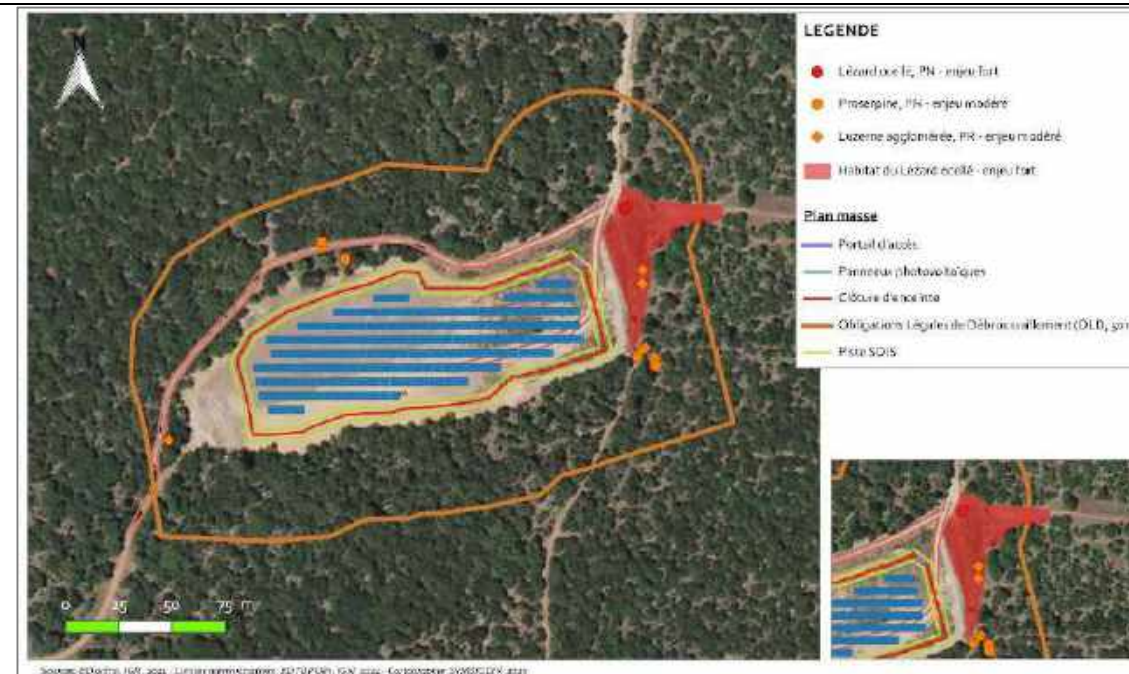 N
LEGENDE
Lézard ocellé, PN - enjeu fort
Proserpine, PN - enjeu modéré
Luzerne agglomérée, PR - enjeu modéré
Habitat du Lézard ocellé - enjeu fort
Plan masse
Portail d'accès
Panneaux photovoltaïques
Clôture d'enceinte
Obligations Légales de Débroussaillement (OLD, 50m
Piste SDIS
0 25 50 75 m